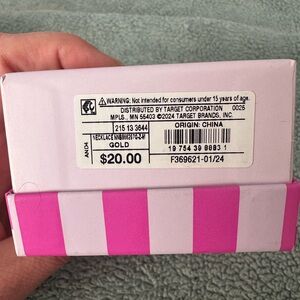 ⚠WARNING: Not intended for consumers under 15 years of age.
DISTRIBUTED BY TARGET CORPORATION 0025
MPLS., MN 55403 ©2024 TARGET BRANDS, INC.
215 13 3644
ORIGIN: CHINA
AN04
NECKLACE
GOLD
$20.00
19 754 39 8893 1
F369621-01/24